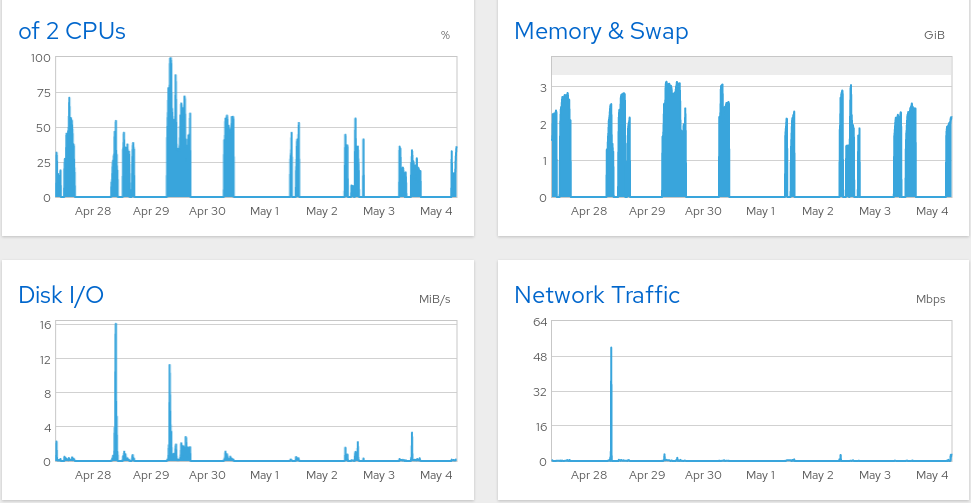 of 2 CPUs
%
100
75
50
25
0
Apr 28 Apr 29 Apr 30 May 1 May 2 May 3 May 4
Memory & Swap
GiB
3
2
1
0
Apr 28 Apr 29 Apr 30 May 1 May 2 May 3 May 4
Disk I/O
MiB/s
16
12
8
4
0
Apr 28 Apr 29 Apr 30 May 1 May 2 May 3 May 4
Network Traffic
Mbps
64
48
32
16
0
Apr 28 Apr 29 Apr 30 May 1 May 2 May 3 May 4